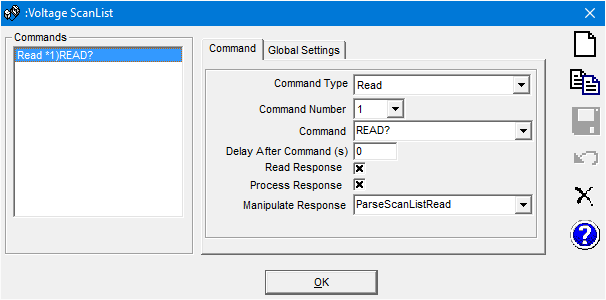 :Voltage ScanList
Commands
Read *1)READ?
Command
Global Settings
Command Type Read
Command Number 1
Command READ?
Delay After Command (s) 0
Read Response
Process Response
Manipulate Response ParseScanListRead
?
OK